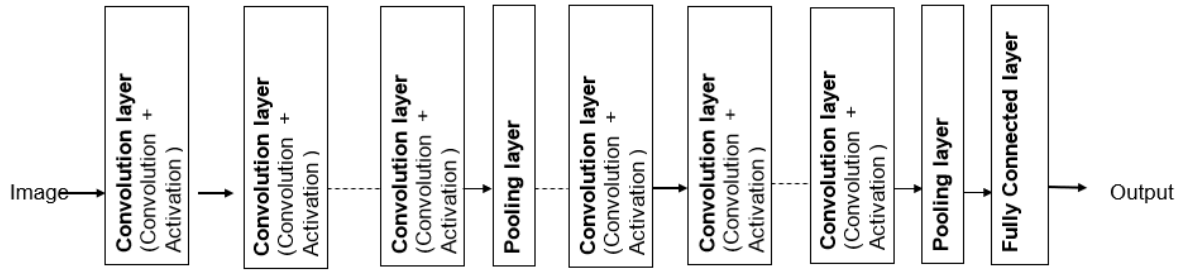 Image
Convolution layer
(Convolution +
Activation )
Convolution layer
(Convolution +
Activation )
Convolution layer
(Convolution +
Activation )
Pooling layer
Convolution layer
(Convolution +
Activation )
Convolution layer
(Convolution +
Activation )
Convolution layer
(Convolution +
Activation )
Pooling layer
Fully Connected layer
Output